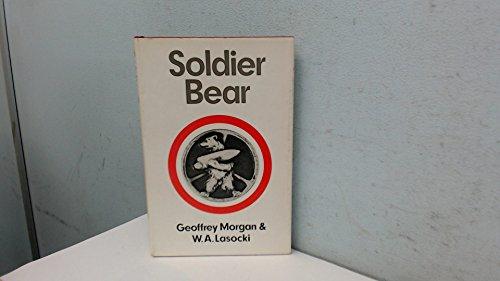 Soldier
Bear
Geoffrey Morgan &
W.A.Lasocki